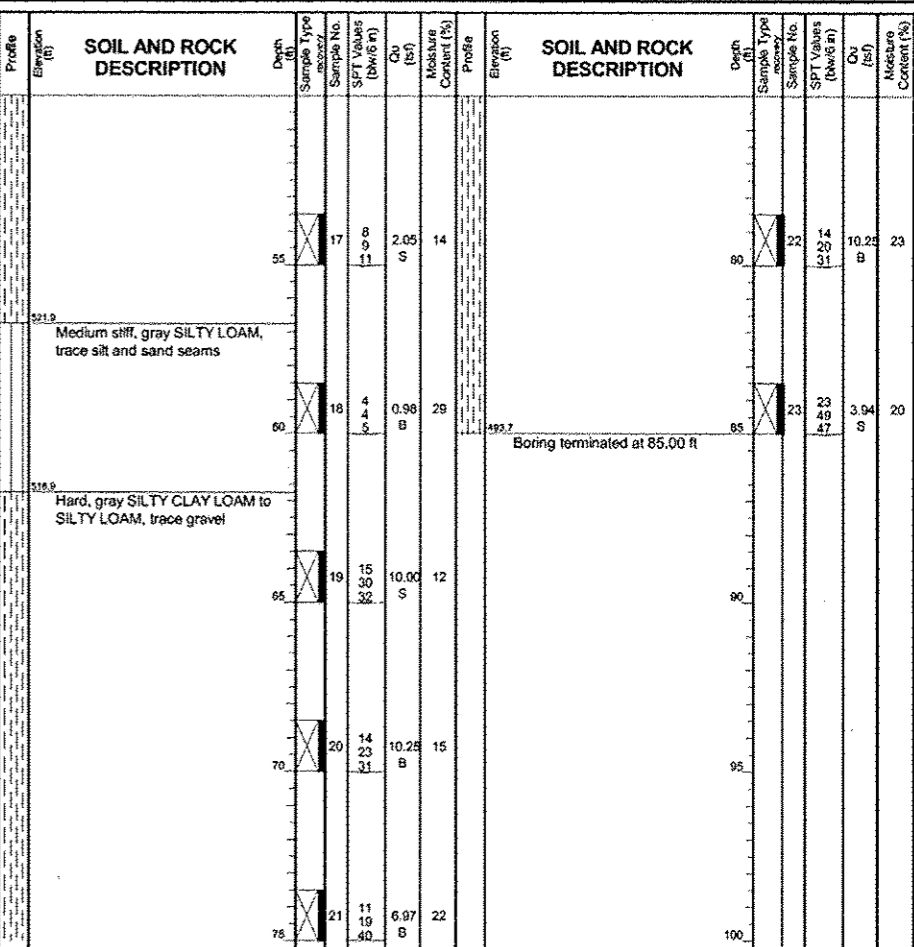 Profile
Elevation (ft)
SOIL AND ROCK
DESCRIPTION
Depth (ft)
Sample Type
recovery
Sample No.
SPT Values
(blw/6 in)
Qu
(tsf)
Moisture
Content (%)
Profile
Elevation (ft)
SOIL AND ROCK
DESCRIPTION
Depth (ft)
Sample Type
recovery
Sample No.
SPT Values
(blw/6 in)
Qu
(tsf)
Moisture
Content (%)
55
17
8
9
11
2.05
S
14
521.9
Medium stiff, gray SILTY LOAM,
trace silt and sand seams
60
18
4
4
5
0.98
B
29
516.9
Hard, gray SILTY CLAY LOAM to
SILTY LOAM, trace gravel
65
19
15
30
32
10.00
S
12
70
20
14
23
31
10.25
B
15
75
21
11
19
40
6.97
B
22
80
22
14
20
31
10.25
B
23
85
23
23
49
47
3.94
S
20
493.7
Boring terminated at 85.00 ft
90
95
100